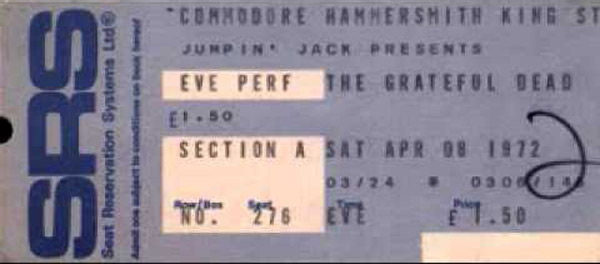 SRS
Seat Reservation Systems Ltd®
Admit one subject to conditions on back hereof
"COMMODORE HAMMERSMITH KING ST
JUMPIN' JACK PRESENTS
EVE PERF THE GRATEFUL DEAD
£1.50
SECTION A SAT APR 08 1972
03/24 * 0306/146
Row/Box Seat Time Price
NO. 276 EVE £1.50